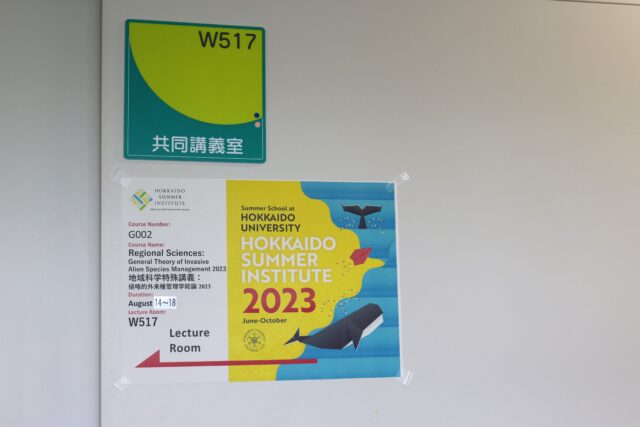 W517
共同講義室
HOKKAIDO
SUMMER
INSTITUTE
Course Number:
G002
Course Name:
Regional Sciences:
General Theory of Invasive
Alien Species Management 2023
地域科学特殊講義：
侵略的外来種管理学総論 2023
Duration:
August 14～18
Lecture Room:
W517
Lecture
Room
Summer School at
HOKKAIDO
UNIVERSITY
HOKKAIDO
SUMMER
INSTITUTE
2023
June-October